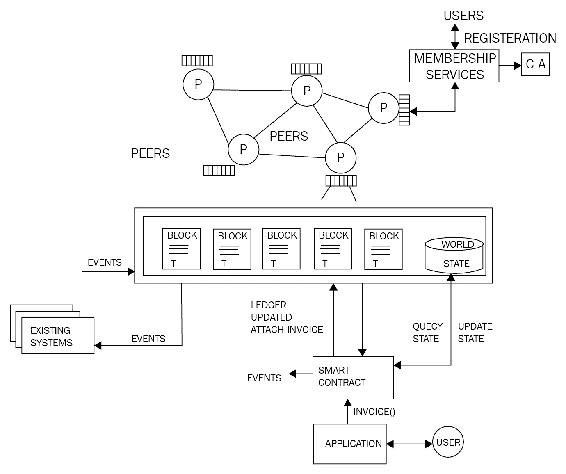 USERS
REGISTERATION
MEMBERSHIP
SERVICES
C A
P
P
P
PEERS
PEERS
P
P
BLOCK
T
BLOCK
T
BLOCK
T
BLOCK
T
BLOCK
T
WORLD
STATE
EVENTS
LEDGER
UPDATED
ATTACH INVOICE
QUECY
STATE
UPDATE
STATE
EXISTING
SYSTEMS
EVENTS
EVENTS
SMART
CONTRACT
INVOICE()
APPLICATION
USER